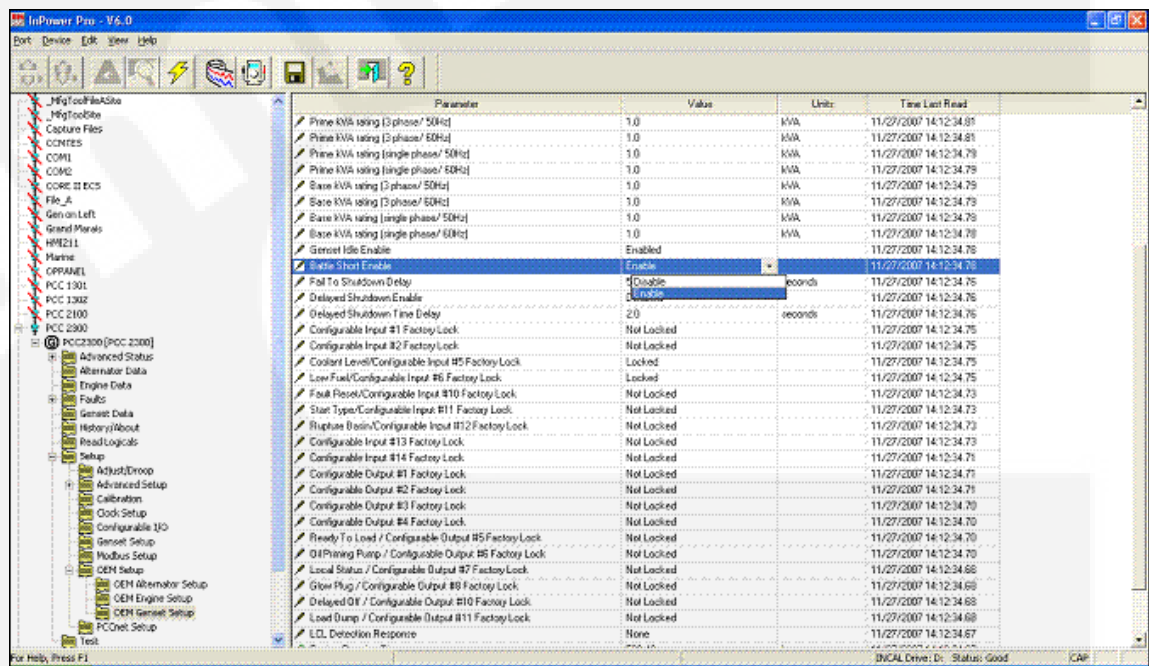 InPower Pro - V6.0
Port Device Edit View Help
_MfgToolFileASite
_MfgToolSite
Capture Files
CCMTES
COM1
COM2
CORE II ECS
File_A
Gen on Left
Grand Marais
HMI211
Marine
OPPANEL
PCC 1301
PCC 1302
PCC 2100
PCC 2300
PCC2300 [PCC 2300]
Advanced Status
Alternator Data
Engine Data
Faults
Genset Data
History/About
Read Logicals
Setup
Adjust/Droop
Advanced Setup
Calibration
Clock Setup
Configurable I/O
Genset Setup
Modbus Setup
OEM Setup
OEM Alternator Setup
OEM Engine Setup
OEM Genset Setup
PCCnet Setup
Test
Parameter Value Units Time Last Read
Prime kVA rating (3 phase/ 50Hz) 1.0 kVA 11/27/2007 14:12:34.81
Prime kVA rating (3 phase/ 60Hz) 1.0 kVA 11/27/2007 14:12:34.81
Prime kVA rating (single phase/ 50Hz) 1.0 kVA 11/27/2007 14:12:34.79
Prime kVA rating (single phase/ 60Hz) 1.0 kVA 11/27/2007 14:12:34.79
Base kVA rating (3 phase/ 50Hz) 1.0 kVA 11/27/2007 14:12:34.79
Base kVA rating (3 phase/ 60Hz) 1.0 kVA 11/27/2007 14:12:34.79
Base kVA rating (single phase/ 50Hz) 1.0 kVA 11/27/2007 14:12:34.79
Base kVA rating (single phase/ 60Hz) 1.0 kVA 11/27/2007 14:12:34.78
Genset Idle Enable Enabled 11/27/2007 14:12:34.78
Battle Short Enable Enable 11/27/2007 14:12:34.76
Fail To Shutdown Delay seconds 11/27/2007 14:12:34.76
Disable
Enable
Delayed Shutdown Enable 11/27/2007 14:12:34.76
Delayed Shutdown Time Delay 2.0 seconds 11/27/2007 14:12:34.76
Configurable Input #1 Factory Lock Not Locked 11/27/2007 14:12:34.75
Configurable Input #2 Factory Lock Not Locked 11/27/2007 14:12:34.75
Coolant Level/Configurable Input #5 Factory Lock Locked 11/27/2007 14:12:34.75
Low Fuel/Configurable Input #6 Factory Lock Locked 11/27/2007 14:12:34.75
Fault Reset/Configurable Input #10 Factory Lock Not Locked 11/27/2007 14:12:34.73
Start Type/Configurable Input #11 Factory Lock Not Locked 11/27/2007 14:12:34.73
Rupture Basin/Configurable Input #12 Factory Lock Not Locked 11/27/2007 14:12:34.73
Configurable Input #13 Factory Lock Not Locked 11/27/2007 14:12:34.71
Configurable Input #14 Factory Lock Not Locked 11/27/2007 14:12:34.71
Configurable Output #1 Factory Lock Not Locked 11/27/2007 14:12:34.71
Configurable Output #2 Factory Lock Not Locked 11/27/2007 14:12:34.71
Configurable Output #3 Factory Lock Not Locked 11/27/2007 14:12:34.70
Configurable Output #4 Factory Lock Not Locked 11/27/2007 14:12:34.70
Ready To Load / Configurable Output #5 Factory Lock Not Locked 11/27/2007 14:12:34.70
Oil Priming Pump / Configurable Output #6 Factory Lock Not Locked 11/27/2007 14:12:34.70
Local Status / Configurable Output #7 Factory Lock Not Locked 11/27/2007 14:12:34.68
Glow Plug / Configurable Output #8 Factory Lock Not Locked 11/27/2007 14:12:34.68
Delayed Off / Configurable Output #10 Factory Lock Not Locked 11/27/2007 14:12:34.68
Load Dump / Configurable Output #11 Factory Lock Not Locked 11/27/2007 14:12:34.68
LCL Detection Response None 11/27/2007 14:12:34.67
For Help, Press F1 INCAL Drive: D: Status: Good CAP